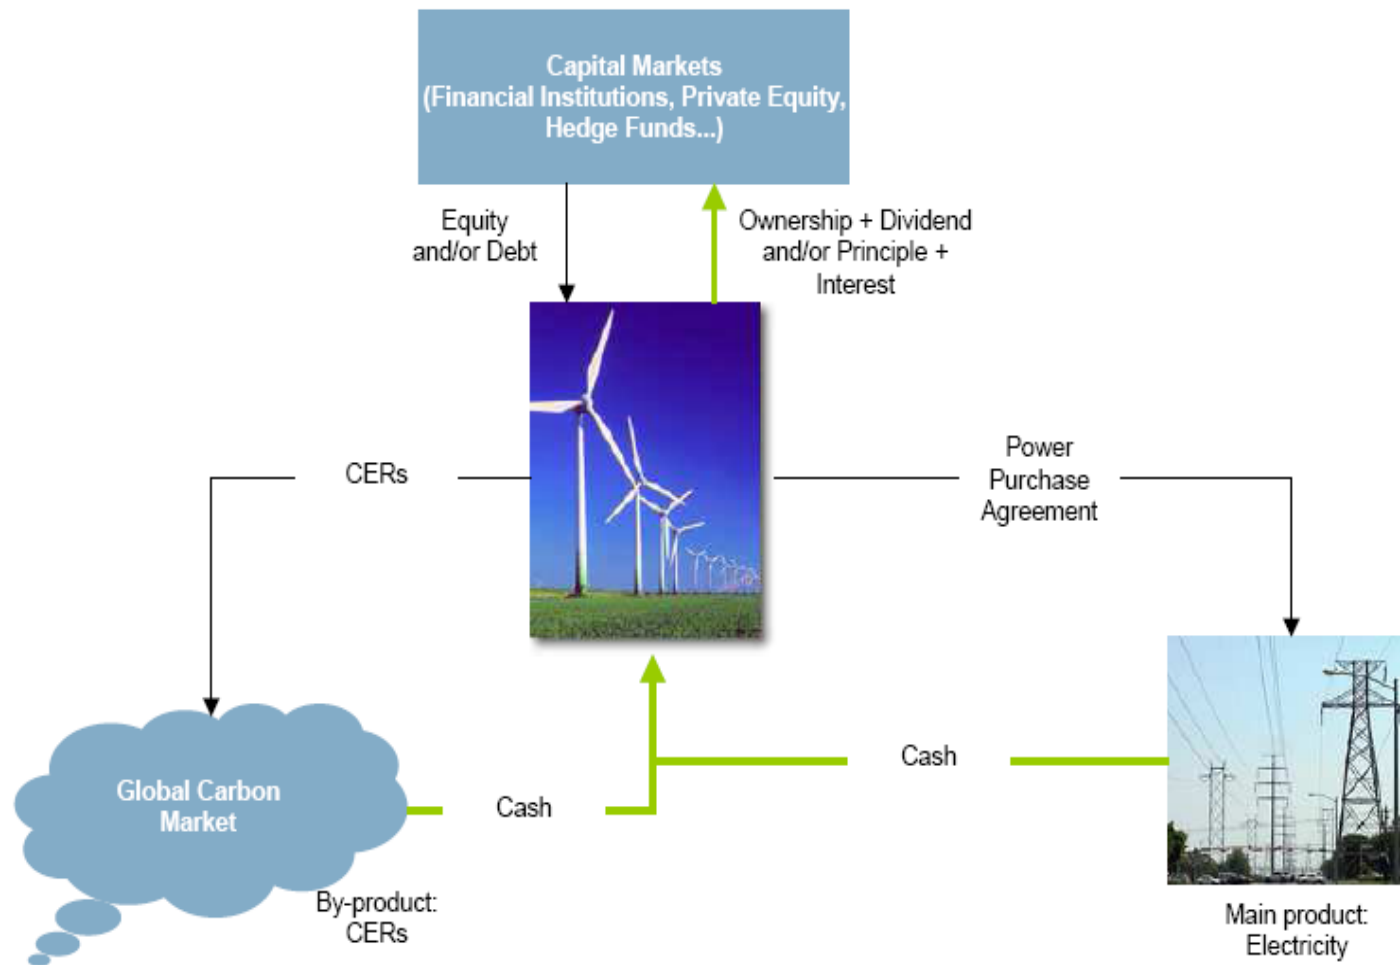 Capital Markets
(Financial Institutions, Private Equity,
Hedge Funds...)
Equity
and/or Debt
Ownership + Dividend
and/or Principle +
Interest
CERs
Power
Purchase
Agreement
Cash
Global Carbon
Market
Cash
By-product:
CERs
Main product:
Electricity